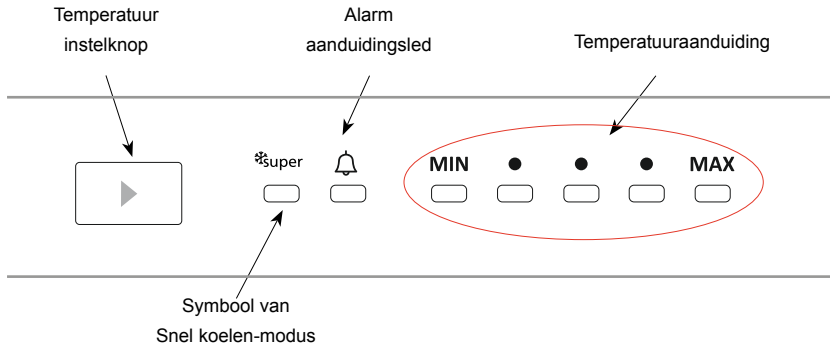 Temperatuur
instelknop
Alarm
aanduidingsled
Temperatuuraanduiding
super
MIN
MAX
Symbool van
Snel koelen-modus